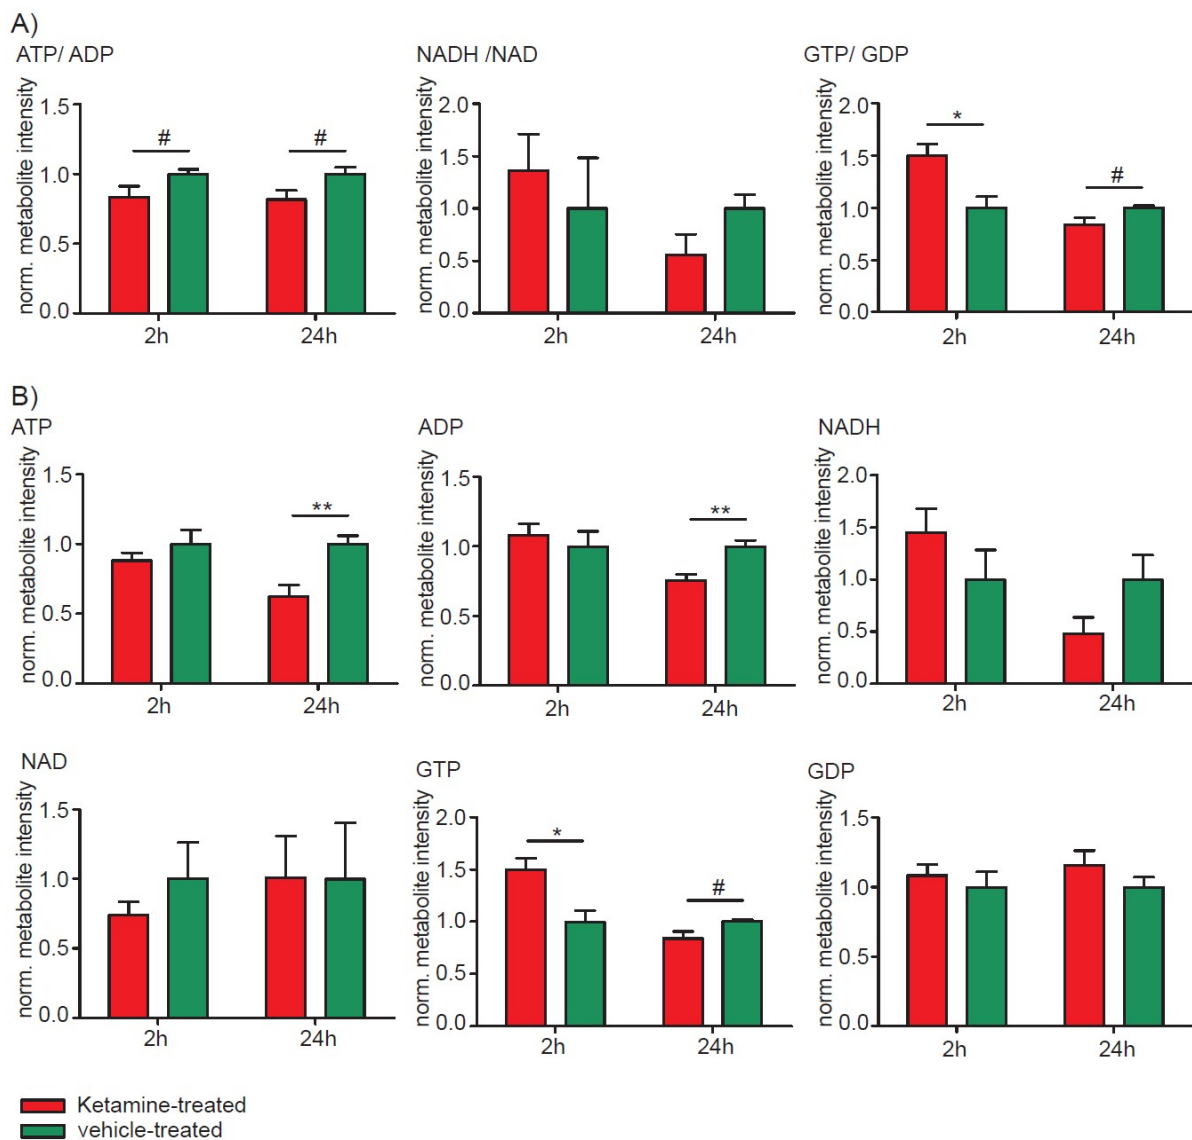 A)
ATP/ ADP
NADH /NAD
GTP/ GDP
norm. metabolite intensity
1.5
1.0
0.5
0.0
#
#
2h
24h
norm. metabolite intensity
2.0
1.5
1.0
0.5
0.0
2h
24h
norm. metabolite intensity
2.0
1.5
1.0
0.5
0.0
*
#
2h
24h
B)
ATP
ADP
NADH
norm. metabolite intensity
1.5
1.0
0.5
0.0
**
2h
24h
norm. metabolite intensity
1.5
1.0
0.5
0.0
**
2h
24h
norm. metabolite intensity
2.0
1.5
1.0
0.5
0.0
2h
24h
NAD
GTP
GDP
norm. metabolite intensity
1.5
1.0
0.5
0.0
2h
24h
norm. metabolite intensity
2.0
1.5
1.0
0.5
0.0
*
#
2h
24h
norm. metabolite intensity
1.5
1.0
0.5
0.0
2h
24h
Ketamine-treated
vehicle-treated